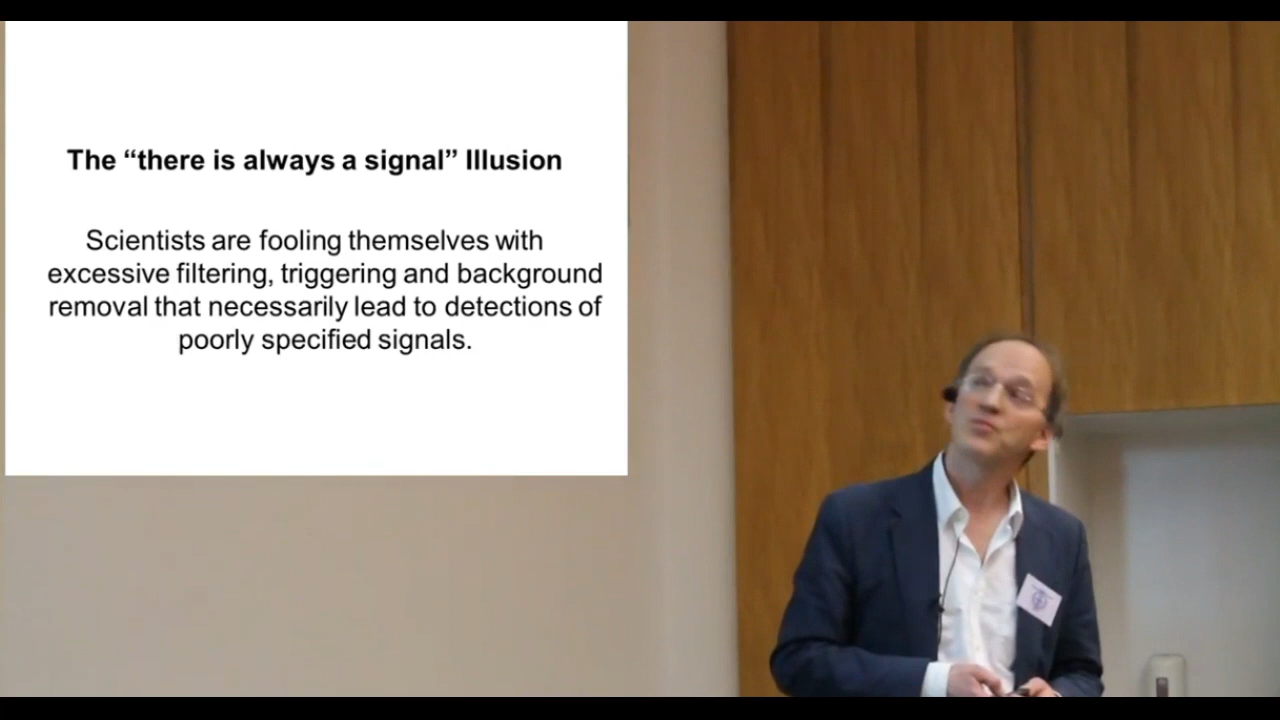 The “there is always a signal” Illusion
Scientists are fooling themselves with
excessive filtering, triggering and background
removal that necessarily lead to detections of
poorly specified signals.